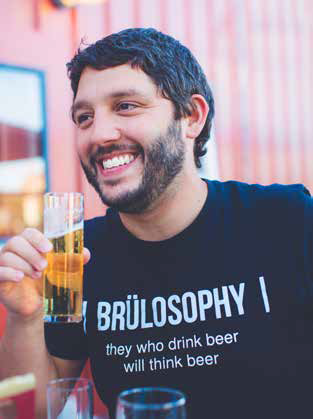 | BRÜLOSOPHY |
they who drink beer
will think beer